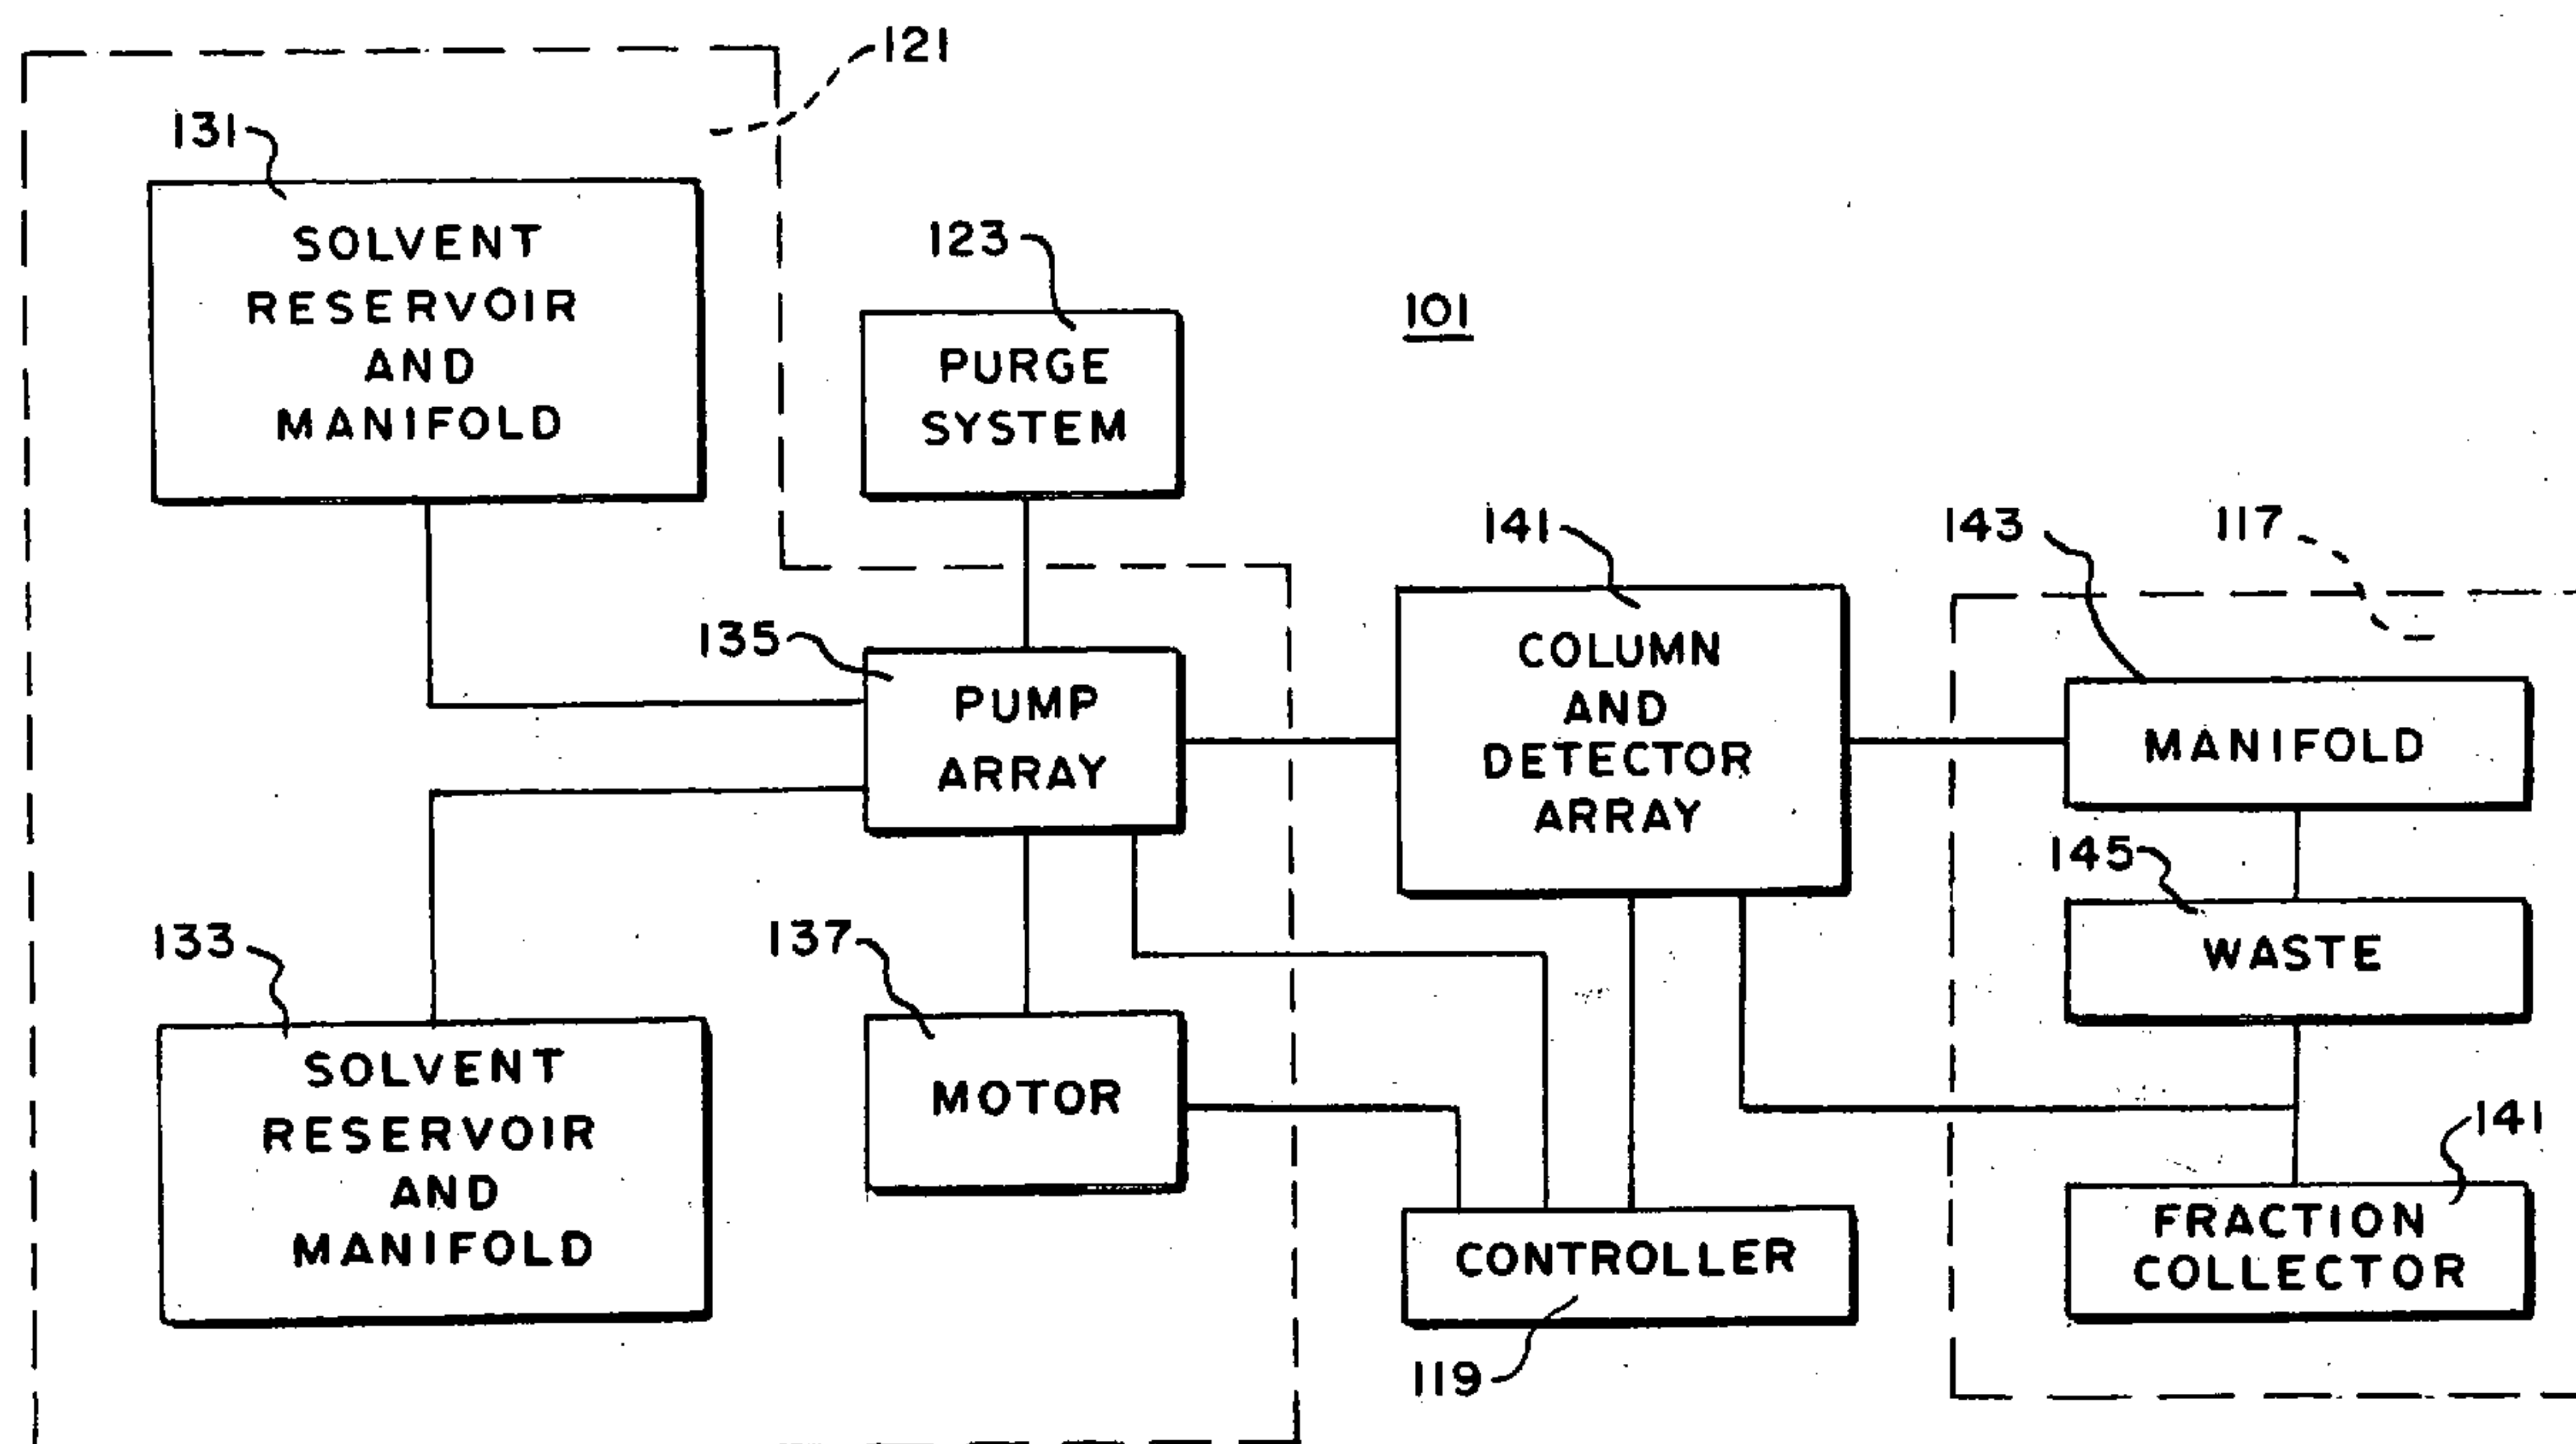 121
131
SOLVENT
RESERVOIR
AND
MANIFOLD
123
PURGE
SYSTEM
101
135
PUMP
ARRAY
141
COLUMN
AND
DETECTOR
ARRAY
143
117
MANIFOLD
145
WASTE
133
SOLVENT
RESERVOIR
AND
MANIFOLD
137
MOTOR
CONTROLLER
119
141
FRACTION
COLLECTOR